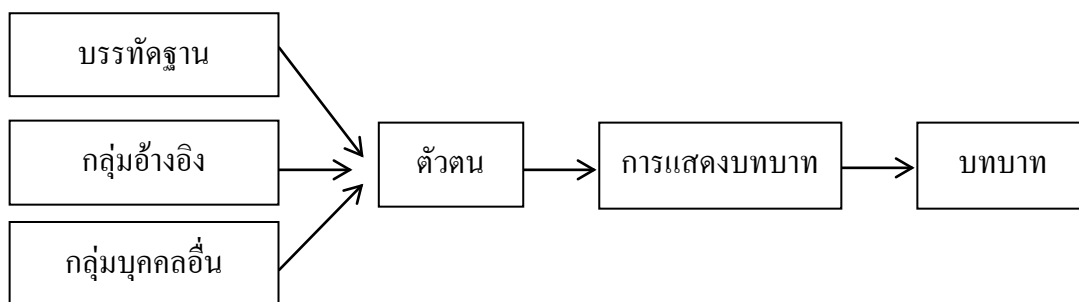 บรรทัดฐาน
กลุ่มอ้างอิง
กลุ่มบุคคลอื่น
ตัวตน
การแสดงบทบาท
บทบาท